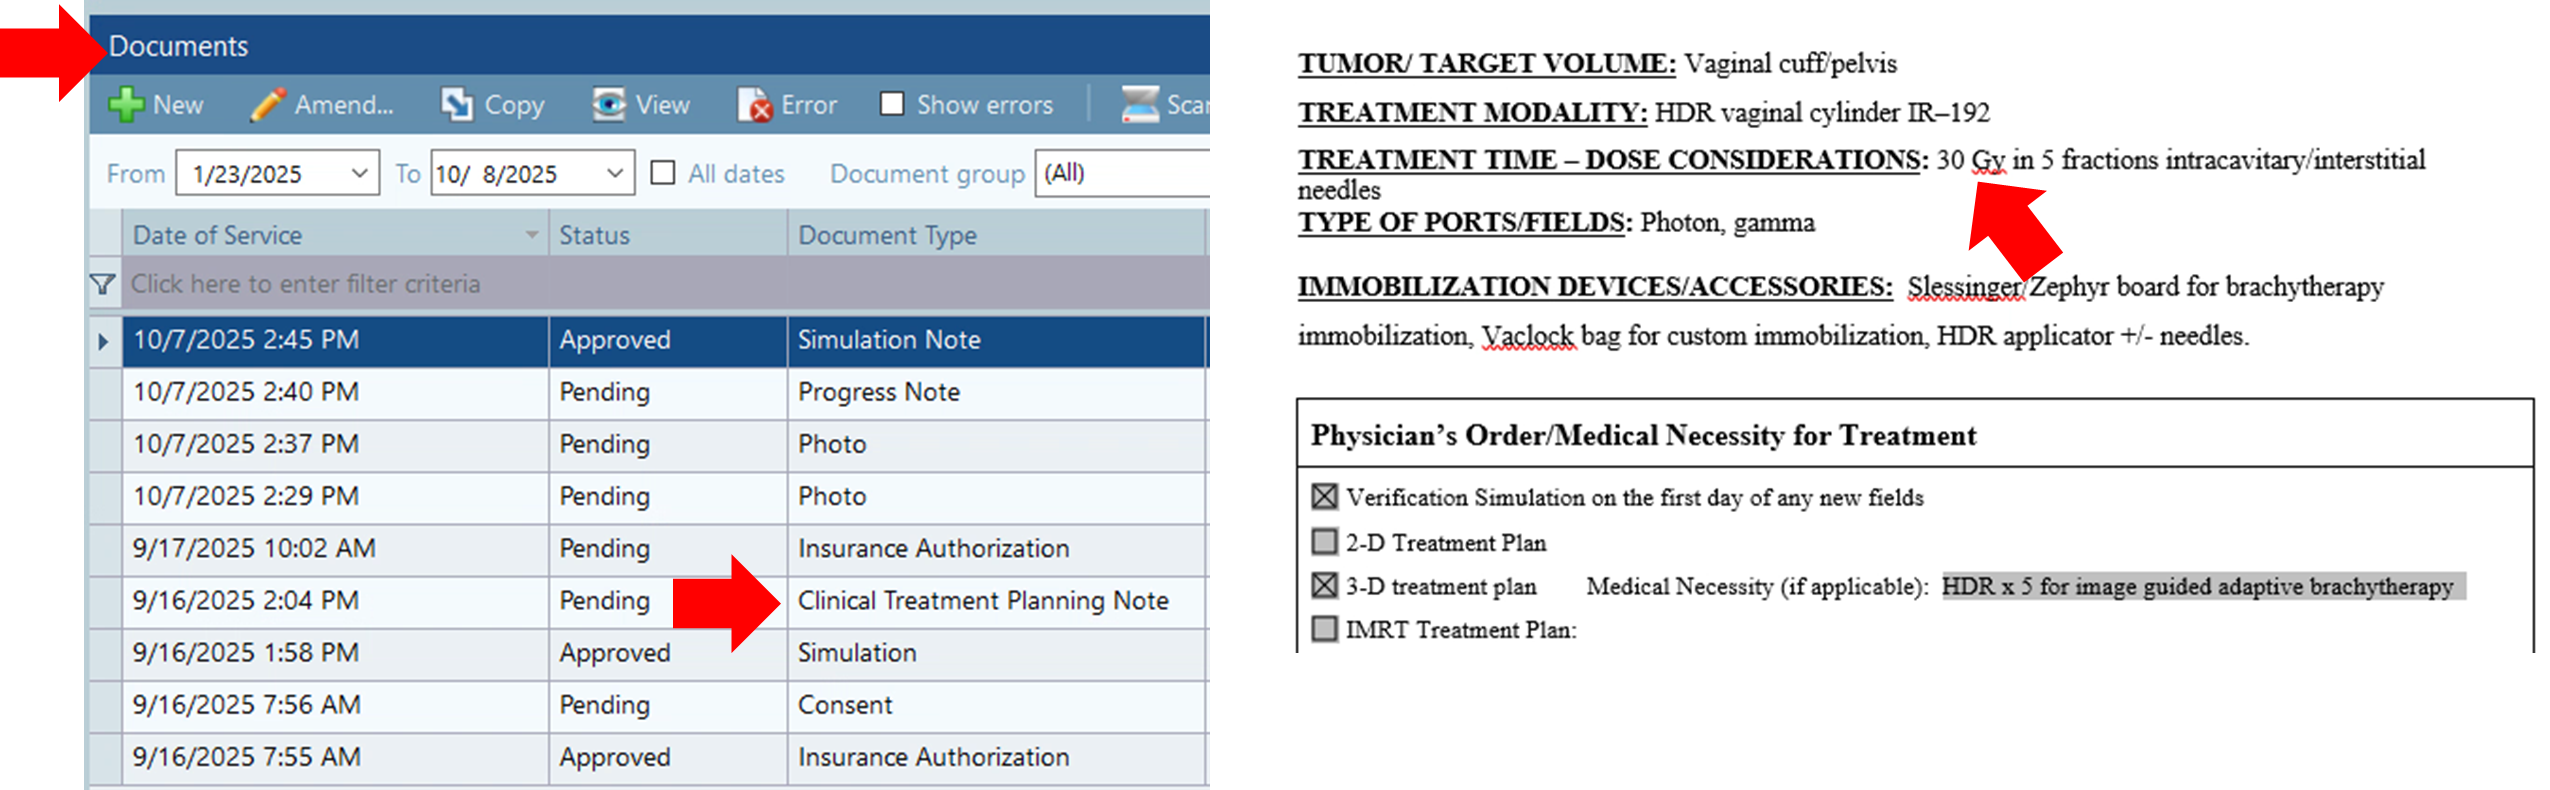 Documents
New Amend... Copy View Error Show errors
From 1/23/2025 To 10/ 8/2025 All dates Document group (All)
Date of Service Status Document Type
Click here to enter filter criteria
10/7/2025 2:45 PM Approved Simulation Note
10/7/2025 2:40 PM Pending Progress Note
10/7/2025 2:37 PM Pending Photo
10/7/2025 2:29 PM Pending Photo
9/17/2025 10:02 AM Pending Insurance Authorization
9/16/2025 2:04 PM Pending Clinical Treatment Planning Note
9/16/2025 1:58 PM Approved Simulation
9/16/2025 7:56 AM Pending Consent
9/16/2025 7:55 AM Approved Insurance Authorization
TUMOR/ TARGET VOLUME: Vaginal cuff/pelvis
TREATMENT MODALITY: HDR vaginal cylinder IR–192
TREATMENT TIME – DOSE CONSIDERATIONS: 30 Gy in 5 fractions intracavitary/interstitial
needles
TYPE OF PORTS/FIELDS: Photon, gamma
IMMOBILIZATION DEVICES/ACCESSORIES: Slessinger/Zephyr board for brachytherapy
immobilization, Vaclock bag for custom immobilization, HDR applicator +/- needles.
Physician’s Order/Medical Necessity for Treatment
Verification Simulation on the first day of any new fields
2-D Treatment Plan
3-D treatment plan Medical Necessity (if applicable): HDR x 5 for image guided adaptive brachytherapy
IMRT Treatment Plan: